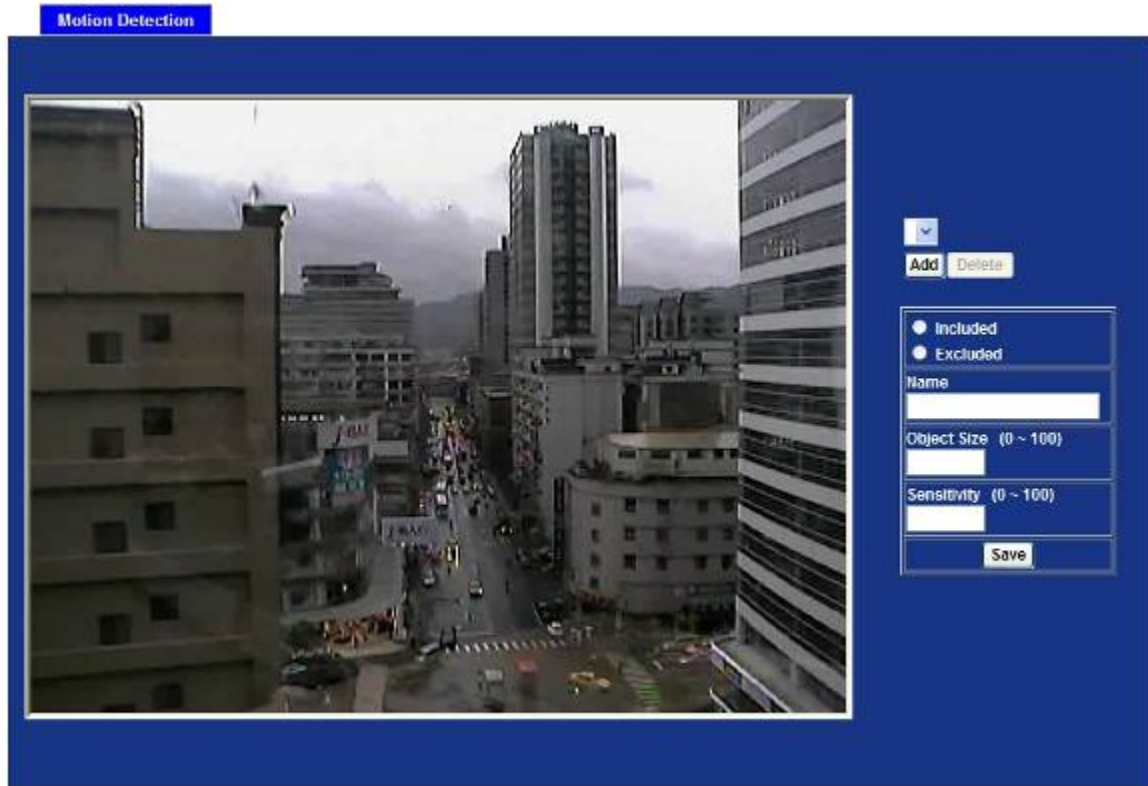 Motion Detection
Add Delete
Included
Excluded
Name
Object Size (0 ~ 100)
Sensitivity (0 ~ 100)
Save